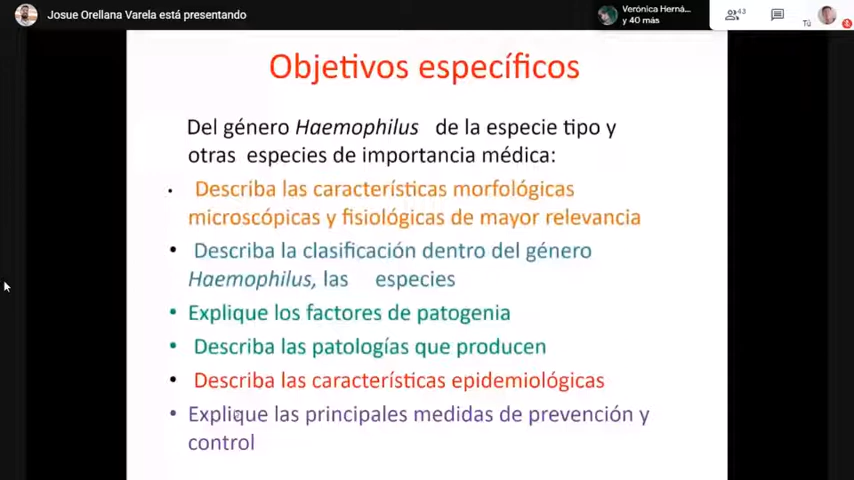 Josue Orellana Varela está presentando
Verónica Herná...
y 40 más
43
Tú
Objetivos específicos
Del género Haemophilus de la especie tipo y
otras especies de importancia médica:
• Describa las características morfológicas
microscópicas y fisiológicas de mayor relevancia
• Describa la clasificación dentro del género
Haemophilus, las especies
• Explique los factores de patogenia
• Describa las patologías que producen
• Describa las características epidemiológicas
• Explique las principales medidas de prevención y
control